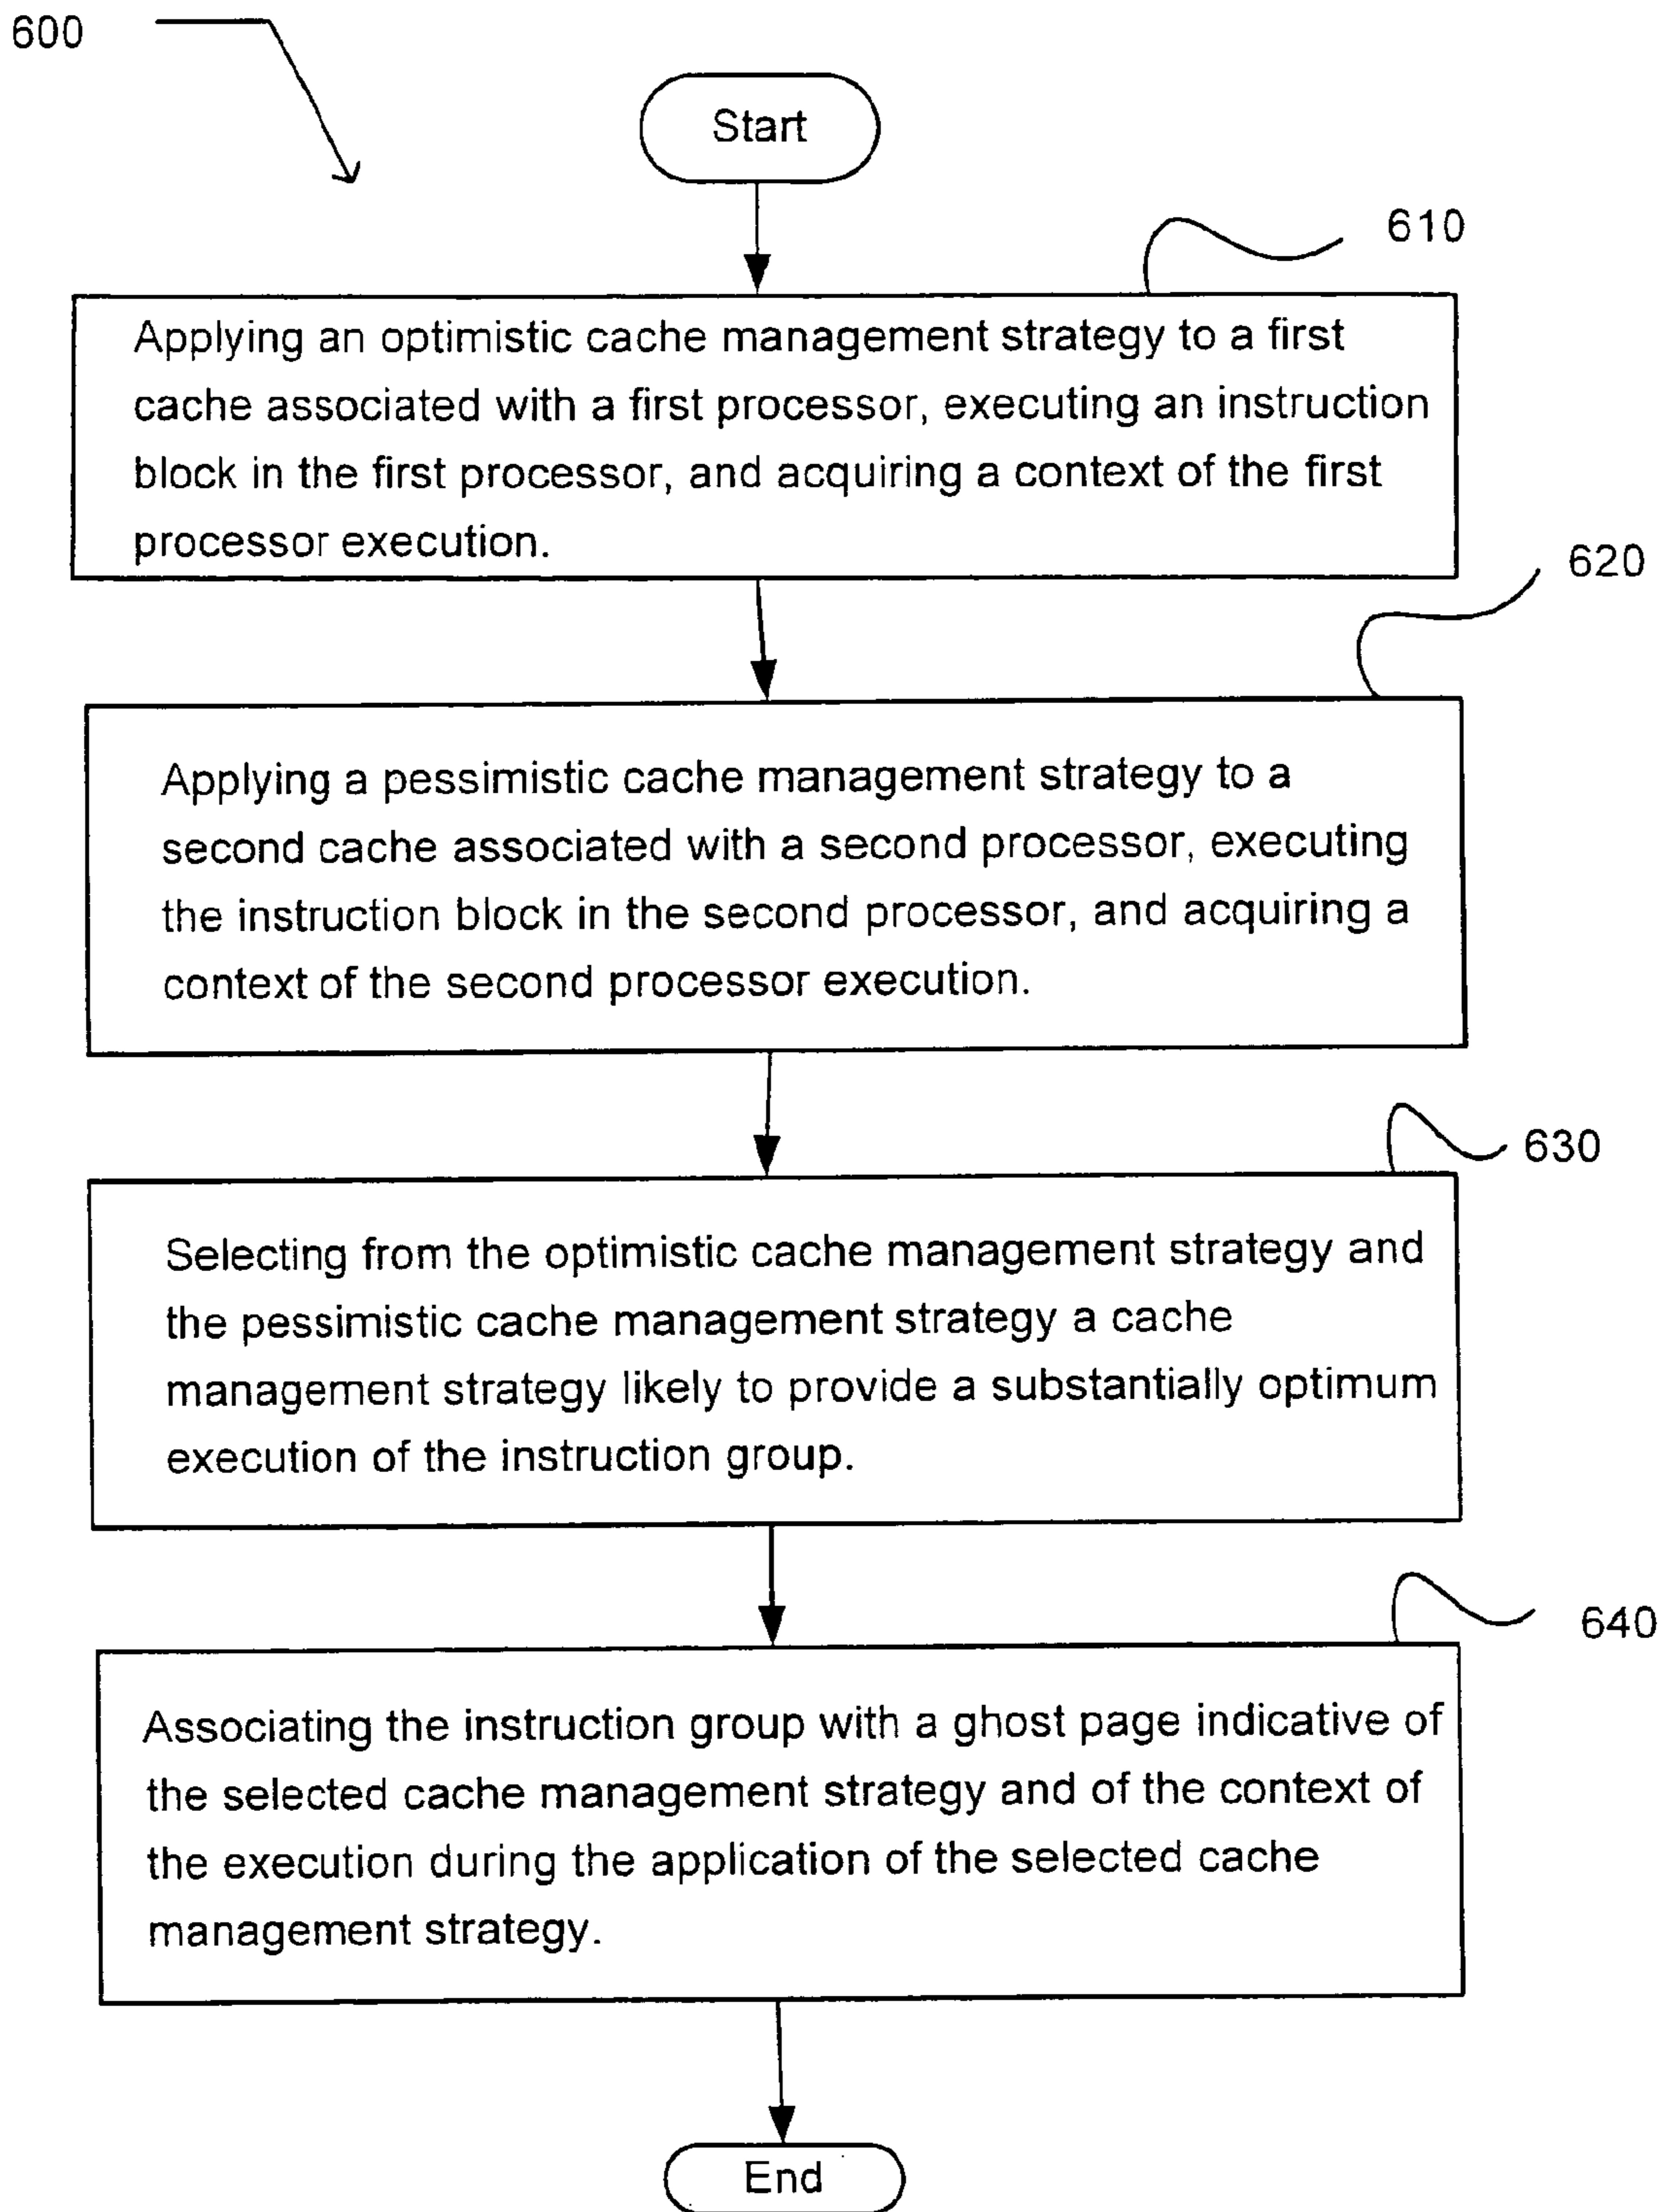 600
Start
610
Applying an optimistic cache management strategy to a first
cache associated with a first processor, executing an instruction
block in the first processor, and acquiring a context of the first
processor execution.
620
Applying a pessimistic cache management strategy to a
second cache associated with a second processor, executing
the instruction block in the second processor, and acquiring a
context of the second processor execution.
630
Selecting from the optimistic cache management strategy and
the pessimistic cache management strategy a cache
management strategy likely to provide a substantially optimum
execution of the instruction group.
640
Associating the instruction group with a ghost page indicative of
the selected cache management strategy and of the context of
the execution during the application of the selected cache
management strategy.
End